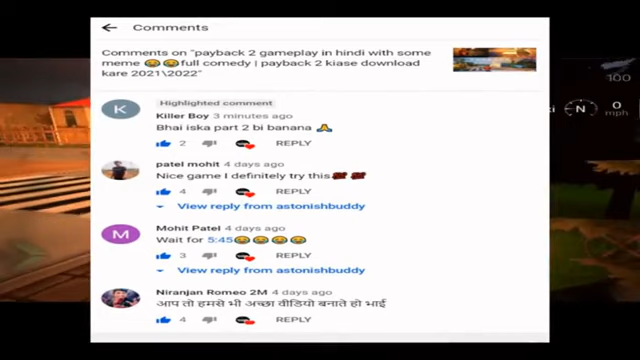 Comments
Comments on "payback 2 gameplay in hindi with some
meme 😂😂full comedy | payback 2 kiase download
kare 2021\2022"
Highlighted comment
K
Killer Boy 3 minutes ago
Bhai iska part 2 bi banana 🙏
2 REPLY
patel mohit 4 days ago
Nice game I definitely try this
4 REPLY
View reply from astonishbuddy
M
Mohit Patel 4 days ago
Wait for 5:45😂😂😂😂
3 REPLY
View reply from astonishbuddy
Niranjan Romeo 2M 4 days ago
आप तो हमसे भी अच्छा वीडियो बनाते हो भाई
4 REPLY
100
N
0
mph